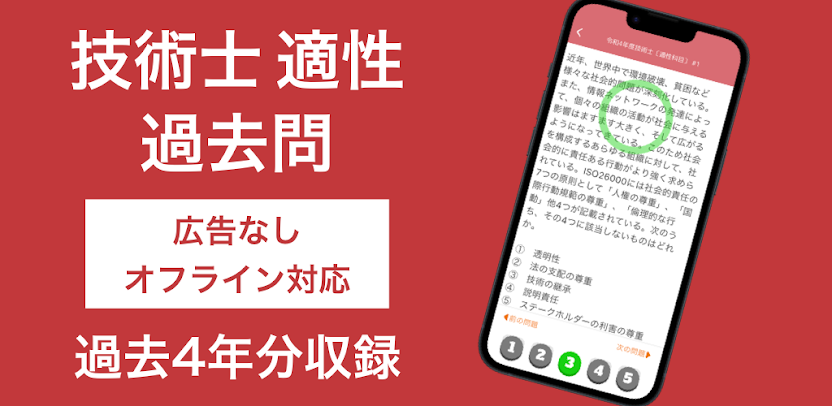 技術士 適性
過去問
広告なし
オフライン対応
過去4年分収録
令和4年度技術士［適性科目］ #1
近年、世界中で環境破壊、貧困など
様々な社会的問題が深刻化している。
また、情報ネットワークの発達によっ
て、個々の組織の活動が社会に与える
影響はますます大きく、そして広がる
ようになってきている。このため社会
を構成するあらゆる組織に対して、社
会的に責任ある行動がより強く求めら
れている。ISO26000には社会的責任の
7つの原則として「人権の尊重」、「国
際行動規範の尊重」、「倫理的な行
動」他4つが記載されている。次のう
ち、その4つに該当しないものはどれ
か。
① 透明性
② 法の支配の尊重
③ 技術の継承
④ 説明責任
⑤ ステークホルダーの利害の尊重
前の問題
次の問題
1 2 3 4 5